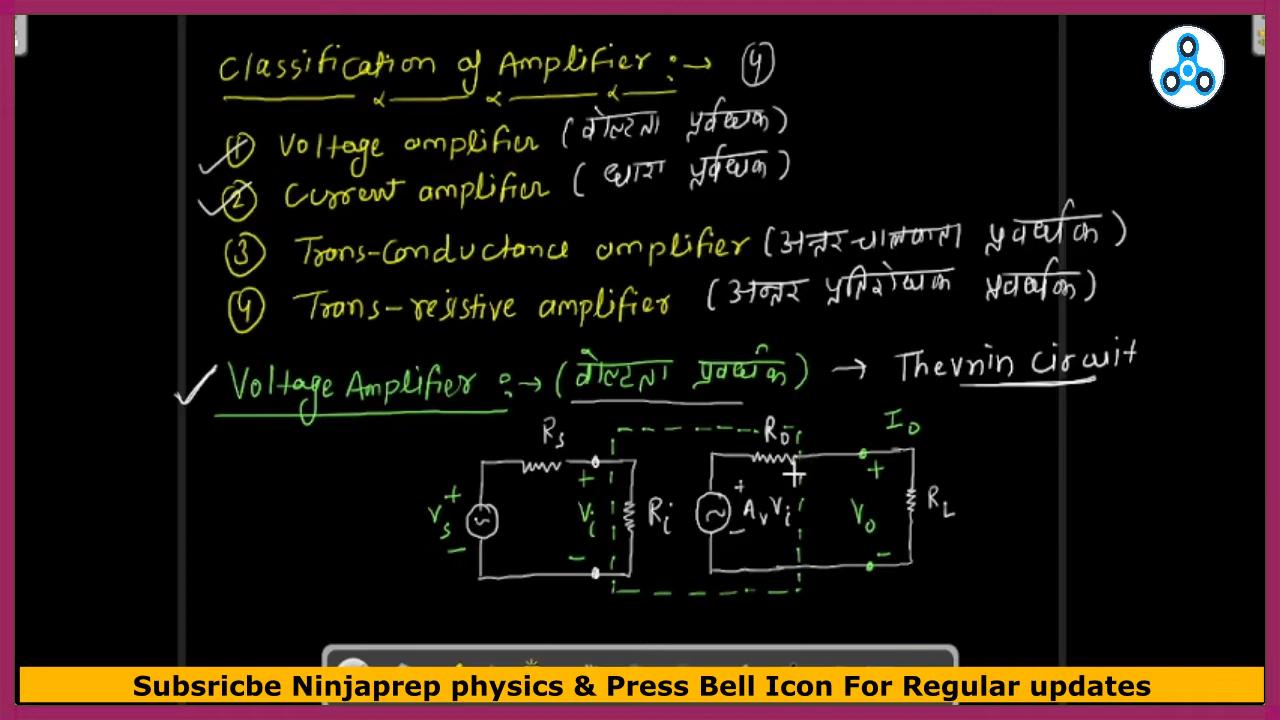 Classification of Amplifier :→ 4
1 Voltage amplifier (वोल्टता प्रवर्धक)
2 Current amplifier (धारा प्रवर्धक)
3 Trans-conductance amplifier (अन्तर-चालकता प्रवर्धक)
4 Trans-resistive amplifier (अन्तर प्रतिरोधक प्रवर्धक)
Voltage Amplifier :→ (वोल्टता प्रवर्धक) → Thevnin Circuit
Rs Ro Io
+ + + +
Vs Vi Ri Av Vi Vo RL
- - - -
Subsricbe Ninjaprep physics & Press Bell Icon For Regular updates